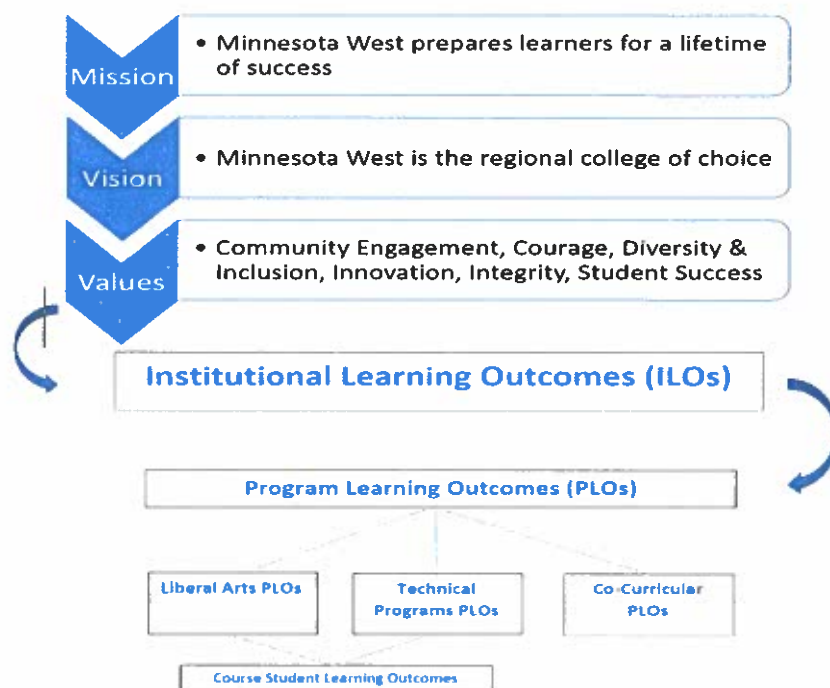 Mission
• Minnesota West prepares learners for a lifetime
of success
Vision
• Minnesota West is the regional college of choice
Values
• Community Engagement, Courage, Diversity &
Inclusion, Innovation, Integrity, Student Success
Institutional Learning Outcomes (ILOs)
Program Learning Outcomes (PLOs)
Liberal Arts PLOs
Technical
Programs PLOs
Co-Curricular
PLOs
Course Student Learning Outcomes